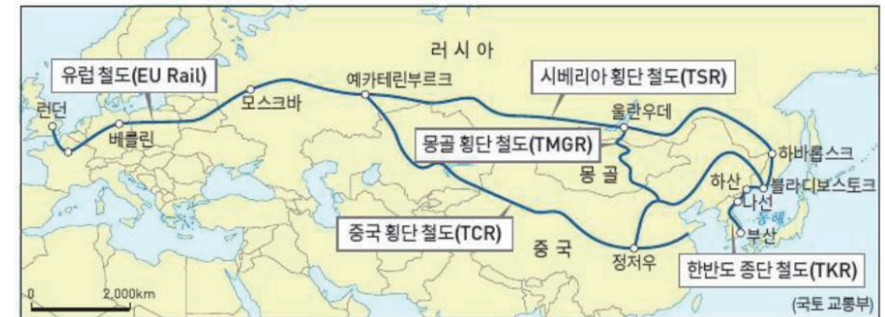 러시아
유럽 철도(EU Rail)
시베리아 횡단 철도(TSR)
예카테린부르크
런던
모스크바
울란우데
베를린
몽골 횡단 철도(TMGR)
하바롭스크
몽골
하산
블라디보스토크
나선
동해
중국 횡단 철도(TCR)
부산
중국
정저우
한반도 종단 철도(TKR)
0 2,000km
(국토 교통부)